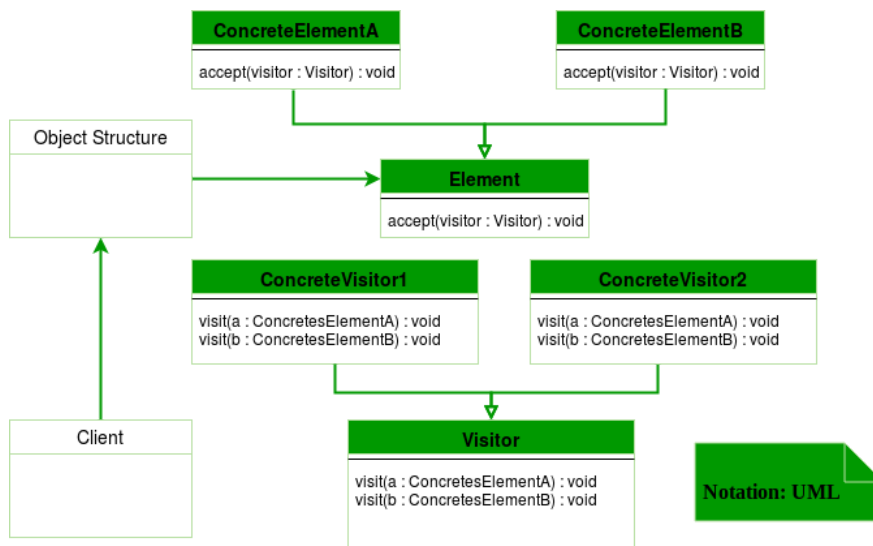 ConcreteElementA
accept(visitor : Visitor) : void
ConcreteElementB
accept(visitor : Visitor) : void
Object Structure
Element
accept(visitor : Visitor) : void
ConcreteVisitor1
visit(a : ConcretesElementA) : void
visit(b : ConcretesElementB) : void
ConcreteVisitor2
visit(a : ConcretesElementA) : void
visit(b : ConcretesElementB) : void
Client
Visitor
visit(a : ConcretesElementA) : void
visit(b : ConcretesElementB) : void
Notation: UML